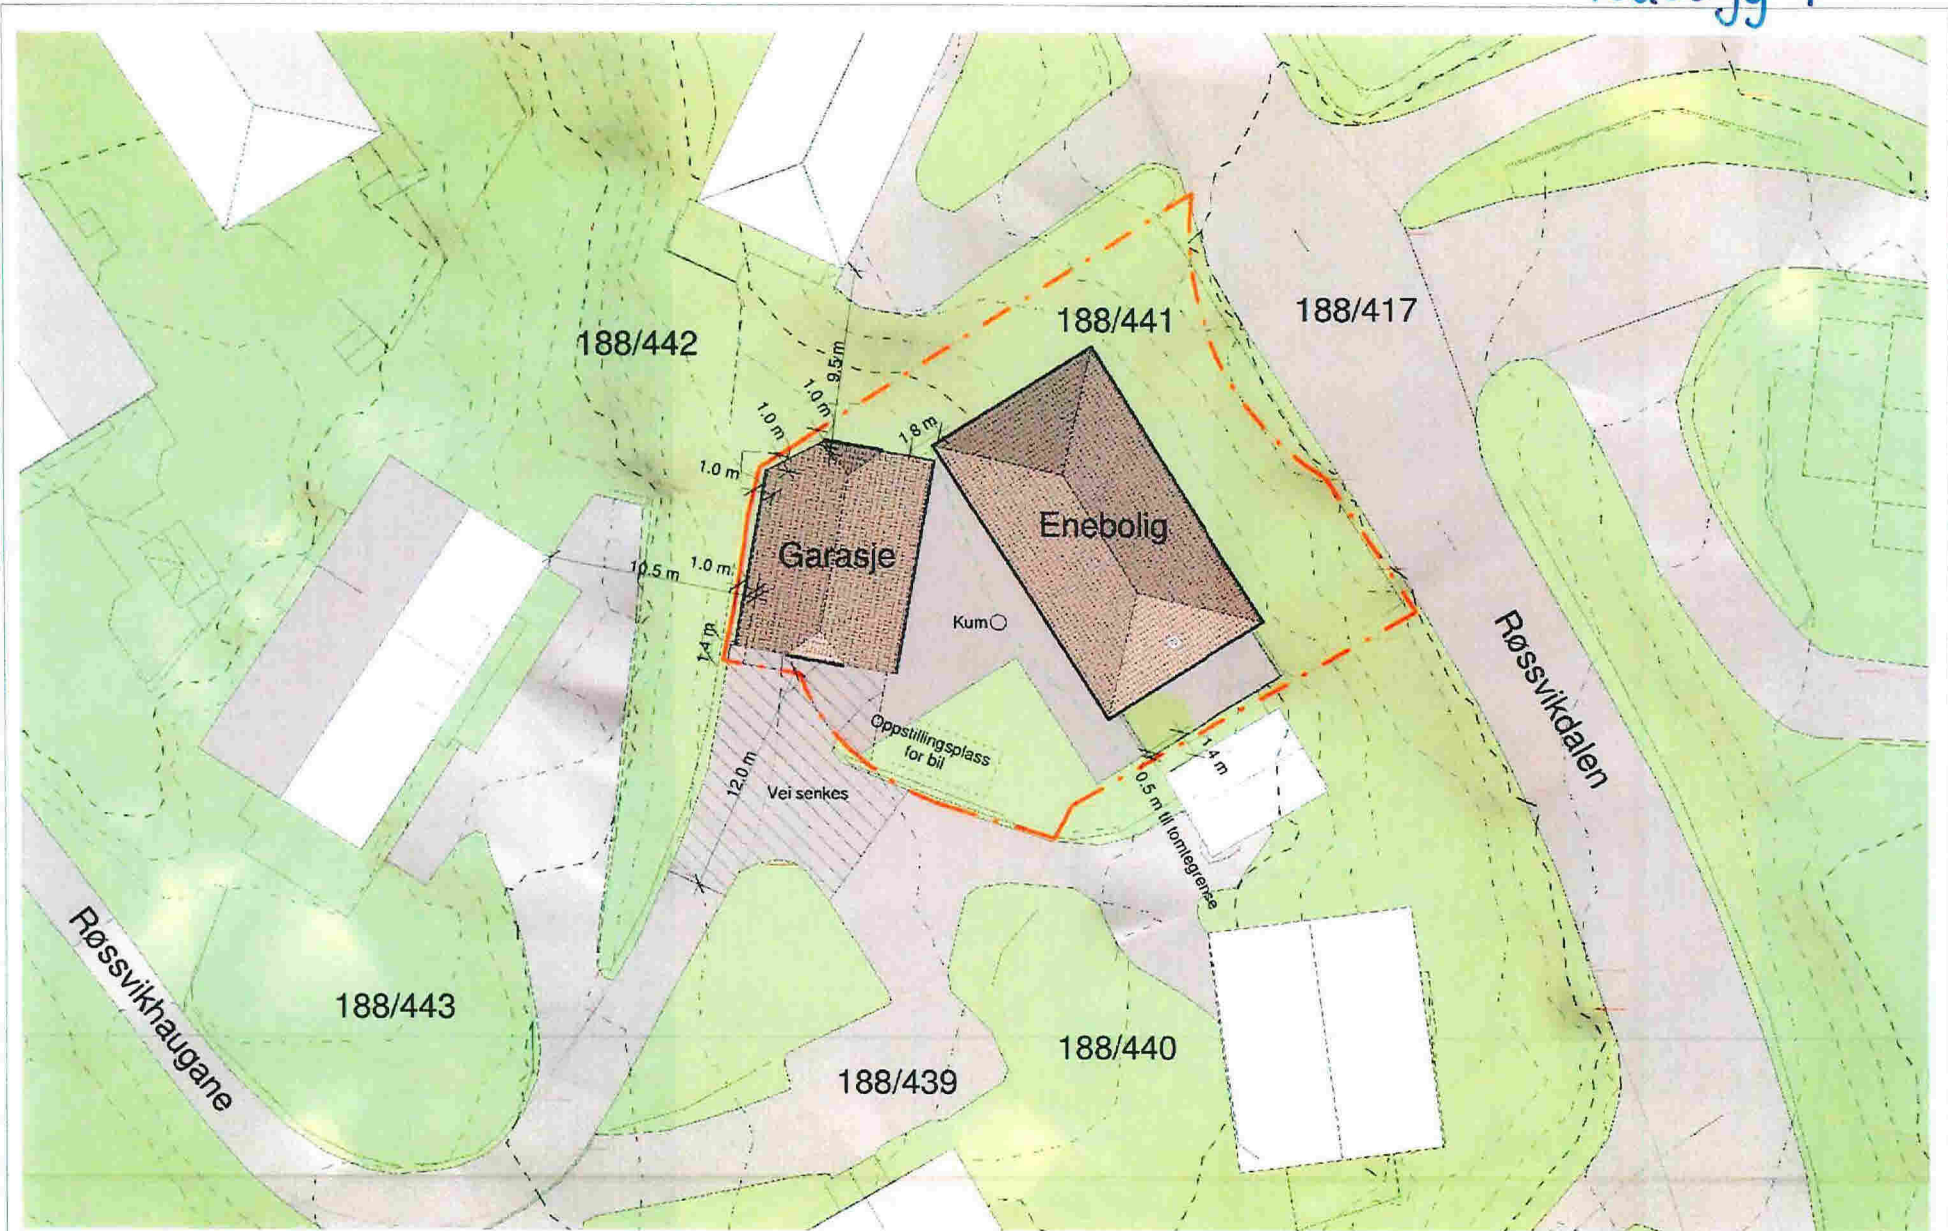 188/441
188/417
188/442
9.5 m
1.0 m
1.0 m
1.8 m
1.0 m
Enebolig
Garasje
10.5 m
1.0 m
Kum
1.4 m
Røssvikdalen
Oppstillingsplass
for bil
12.0 m
Vei senkes
1.4 m
0.5 m til tomtegrense
Røssvikhaugane
188/443
188/440
188/439